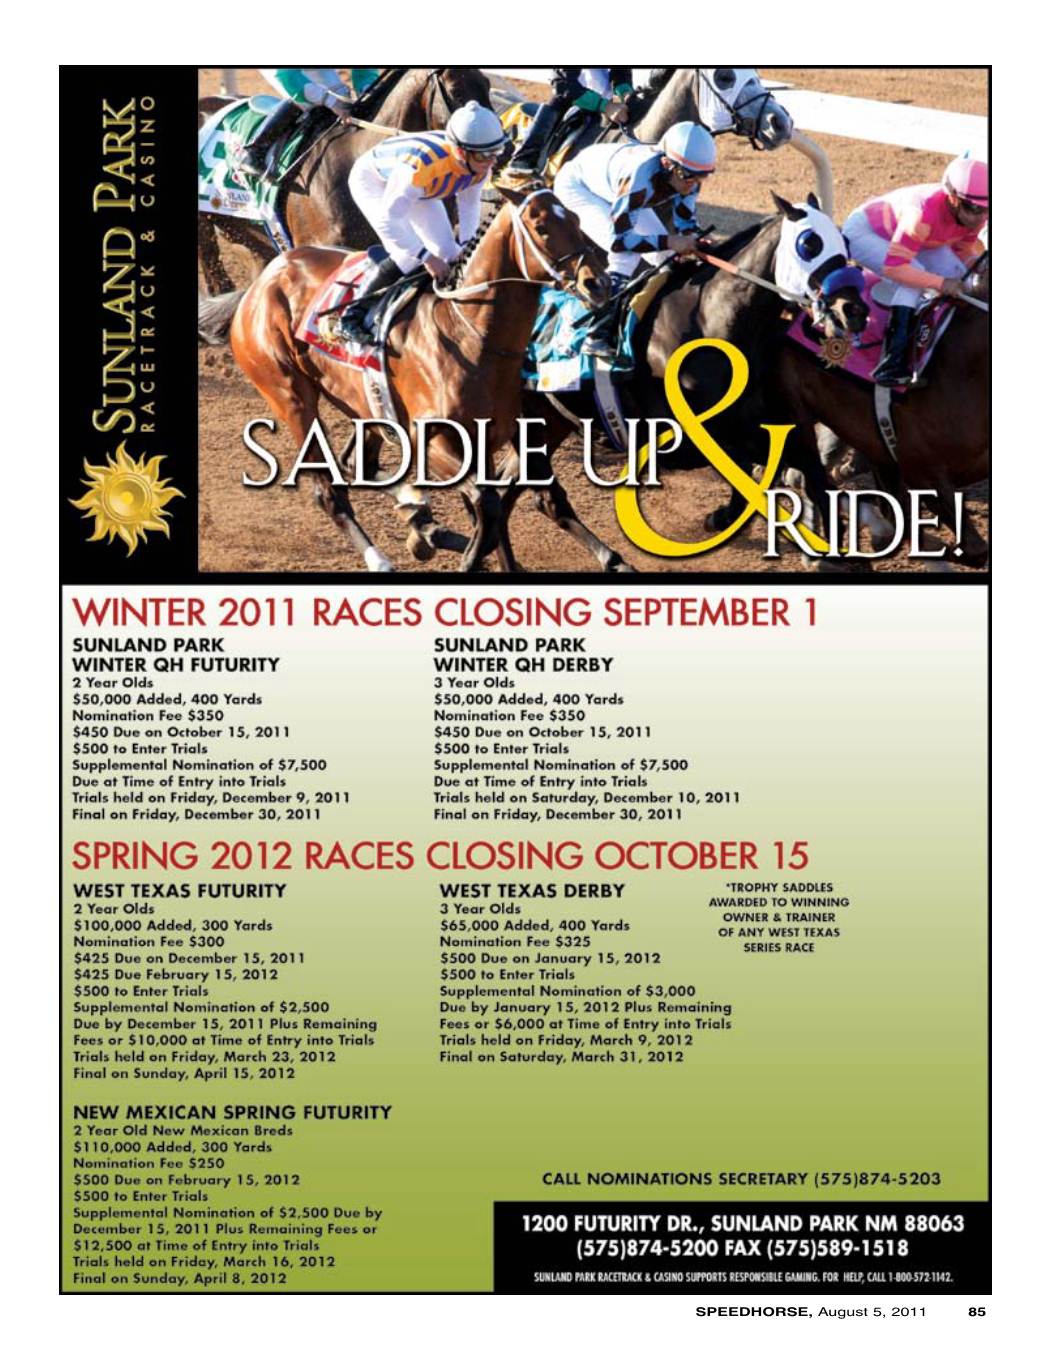 SUNLAND PARK
RACETRACK & CASINO
SADDLE UP
&
RIDE!
WINTER 2011 RACES CLOSING SEPTEMBER 1
SUNLAND PARK
WINTER QH FUTURITY
2 Year Olds
$50,000 Added, 400 Yards
Nomination Fee $350
$450 Due on October 15, 2011
$500 to Enter Trials
Supplemental Nomination of $7,500
Due at Time of Entry into Trials
Trials held on Friday, December 9, 2011
Final on Friday, December 30, 2011
SUNLAND PARK
WINTER QH DERBY
3 Year Olds
$50,000 Added, 400 Yards
Nomination Fee $350
$450 Due on October 15, 2011
$500 to Enter Trials
Supplemental Nomination of $7,500
Due at Time of Entry into Trials
Trials held on Saturday, December 10, 2011
Final on Friday, December 30, 2011
SPRING 2012 RACES CLOSING OCTOBER 15
WEST TEXAS FUTURITY
2 Year Olds
$100,000 Added, 300 Yards
Nomination Fee $300
$425 Due on December 15, 2011
$425 Due February 15, 2012
$500 to Enter Trials
Supplemental Nomination of $2,500
Due by December 15, 2011 Plus Remaining
Fees or $10,000 at Time of Entry into Trials
Trials held on Friday, March 23, 2012
Final on Sunday, April 15, 2012
WEST TEXAS DERBY
3 Year Olds
$65,000 Added, 400 Yards
Nomination Fee $325
$500 Due on January 15, 2012
$500 to Enter Trials
Supplemental Nomination of $3,000
Due by January 15, 2012 Plus Remaining
Fees or $6,000 at Time of Entry into Trials
Trials held on Friday, March 9, 2012
Final on Saturday, March 31, 2012
*TROPHY SADDLES
AWARDED TO WINNING
OWNER & TRAINER
OF ANY WEST TEXAS
SERIES RACE
NEW MEXICAN SPRING FUTURITY
2 Year Old New Mexican Breds
$110,000 Added, 300 Yards
Nomination Fee $250
$500 Due on February 15, 2012
$500 to Enter Trials
Supplemental Nomination of $2,500 Due by
December 15, 2011 Plus Remaining Fees or
$12,500 at Time of Entry into Trials
Trials held on Friday, March 16, 2012
Final on Sunday, April 8, 2012
CALL NOMINATIONS SECRETARY (575)874-5203
1200 FUTURITY DR., SUNLAND PARK NM 88063
(575)874-5200 FAX (575)589-1518
SUNLAND PARK RACETRACK & CASINO SUPPORTS RESPONSIBLE GAMING. FOR HELP, CALL 1-800-572-1142.
SPEEDHORSE, August 5, 2011 85